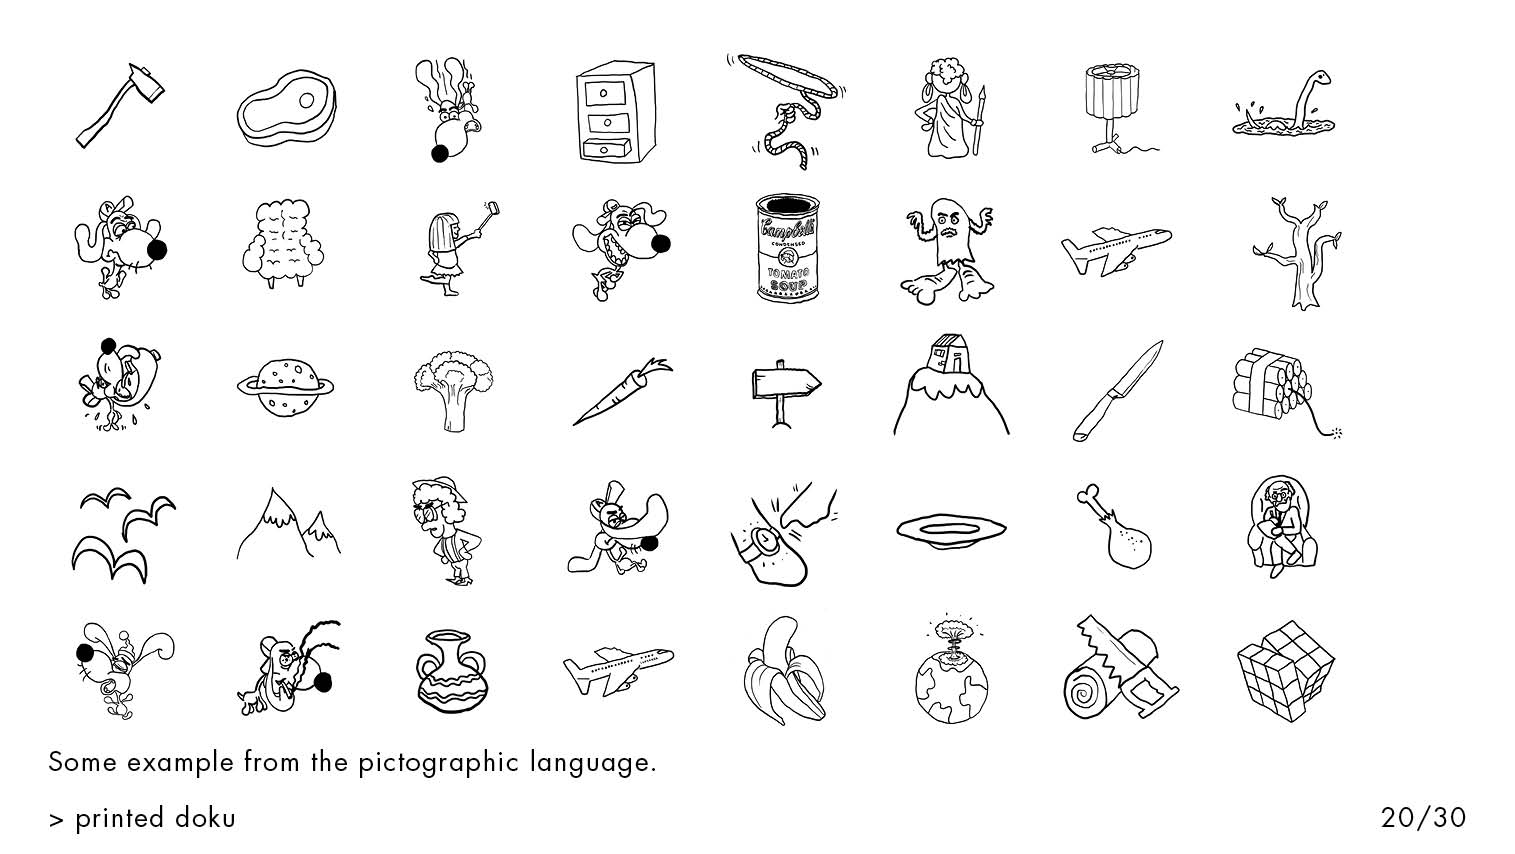 Campbell's
CONDENSED
TOMATO
SOUP
Some example from the pictographic language.
> printed doku
20/30